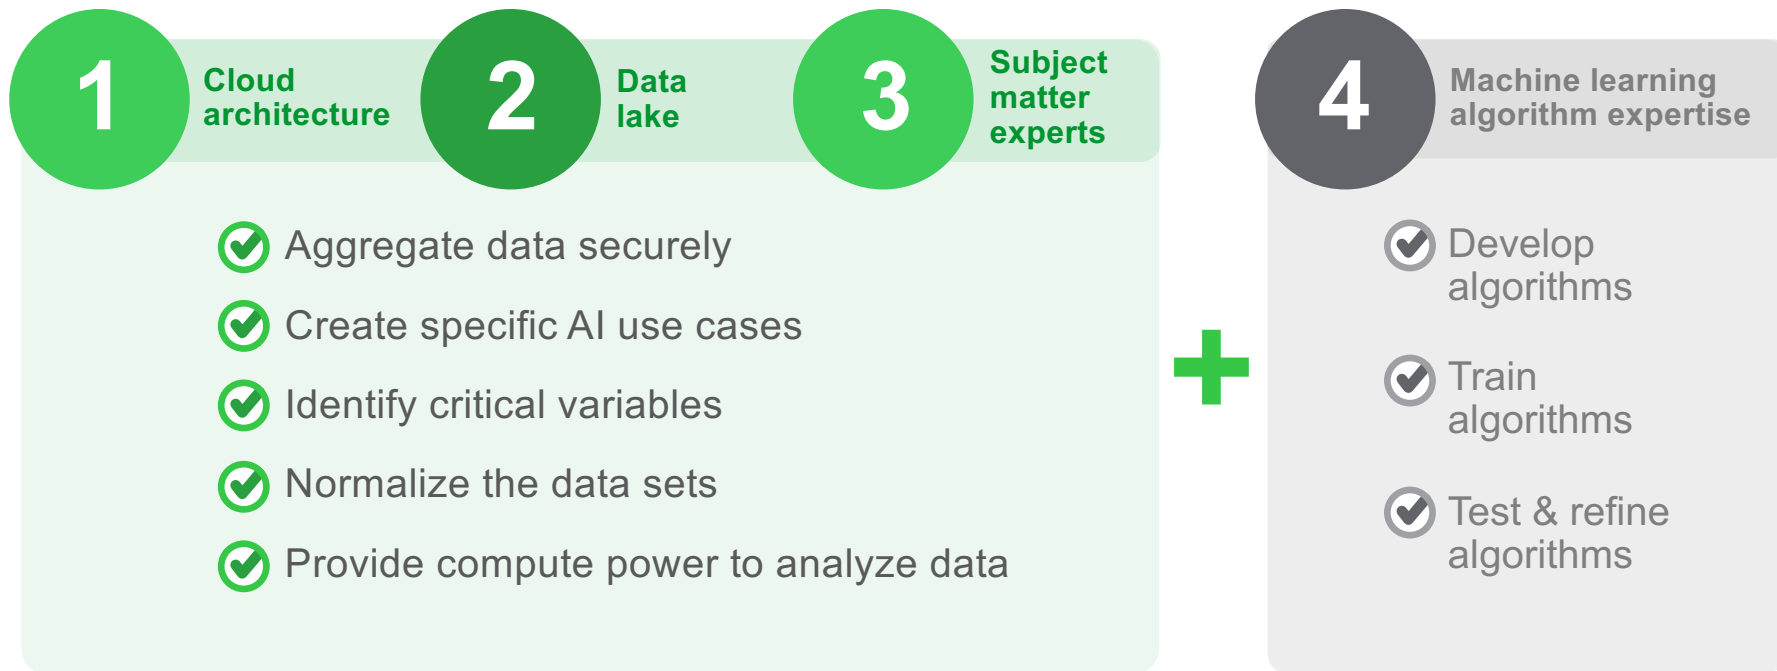 1
Cloud
architecture
2
Data
lake
3
Subject
matter
experts
Aggregate data securely
Create specific AI use cases
Identify critical variables
Normalize the data sets
Provide compute power to analyze data
4
Machine learning
algorithm expertise
Develop
algorithms
Train
algorithms
Test & refine
algorithms